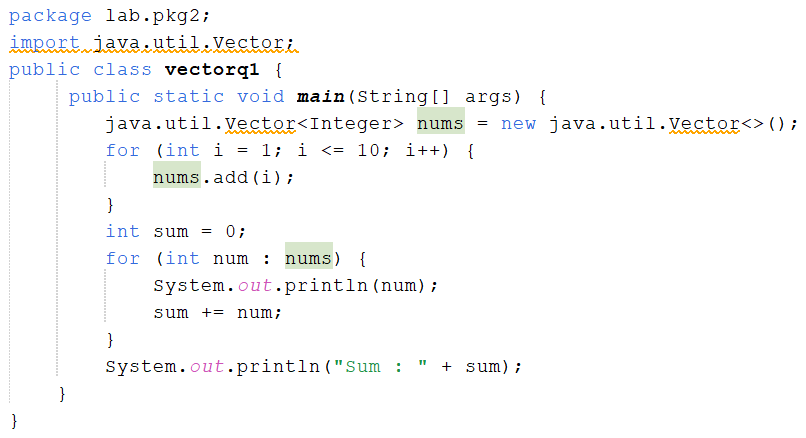 package lab.pkg2;
import java.util.Vector;
public class vectorq1 {
public static void main(String[] args) {
java.util.Vector<Integer> nums = new java.util.Vector<>();
for (int i = 1; i <= 10; i++) {
nums.add(i);
}
int sum = 0;
for (int num : nums) {
System.out.println(num);
sum += num;
}
System.out.println("Sum : " + sum);
}
}